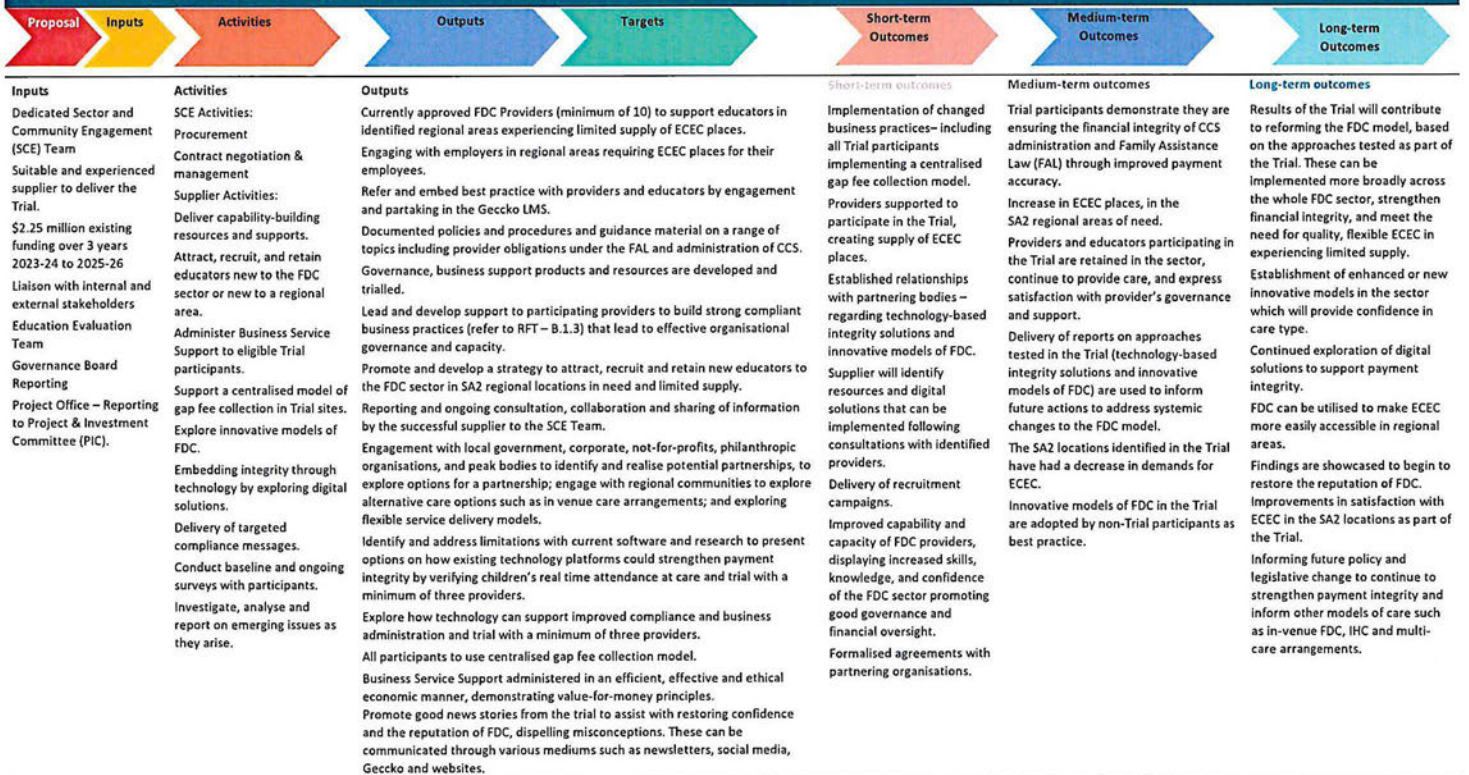 Proposal
Inputs
Activities
Outputs
Targets
Short-term
Outcomes
Medium-term
Outcomes
Long-term
Outcomes
Inputs
Dedicated Sector and
Community Engagement
(SCE) Team
Suitable and experienced
supplier to deliver the
Trial.
$2.25 million existing
funding over 3 years
2023-24 to 2025-26
Liaison with internal and
external stakeholders
Education Evaluation
Team
Governance Board
Reporting
Project Office – Reporting
to Project & Investment
Committee (PIC).
Activities
SCE Activities:
Procurement
Contract negotiation &
management
Supplier Activities:
Deliver capability-building
resources and supports.
Attract, recruit, and retain
educators new to the FDC
sector or new to a regional
area.
Administer Business Service
Support to eligible Trial
participants.
Support a centralised model of
gap fee collection in Trial sites.
Explore innovative models of
FDC.
Embedding integrity through
technology by exploring digital
solutions.
Delivery of targeted
compliance messages.
Conduct baseline and ongoing
surveys with participants.
Investigate, analyse and
report on emerging issues as
they arise.
Outputs
Currently approved FDC Providers (minimum of 10) to support educators in
identified regional areas experiencing limited supply of ECEC places.
Engaging with employers in regional areas requiring ECEC places for their
employees.
Refer and embed best practice with providers and educators by engagement
and partaking in the Geccko LMS.
Documented policies and procedures and guidance material on a range of
topics including provider obligations under the FAL and administration of CCS.
Governance, business support products and resources are developed and
trialled.
Lead and develop support to participating providers to build strong compliant
business practices (refer to RFT – B.1.3) that lead to effective organisational
governance and capacity.
Promote and develop a strategy to attract, recruit and retain new educators to
the FDC sector in SA2 regional locations in need and limited supply.
Reporting and ongoing consultation, collaboration and sharing of information
by the successful supplier to the SCE Team.
Engagement with local government, corporate, not-for-profits, philanthropic
organisations, and peak bodies to identify and realise potential partnerships, to
explore options for a partnership; engage with regional communities to explore
alternative care options such as in venue care arrangements; and exploring
flexible service delivery models.
Identify and address limitations with current software and research to present
options on how existing technology platforms could strengthen payment
integrity by verifying children's real time attendance at care and trial with a
minimum of three providers.
Explore how technology can support improved compliance and business
administration and trial with a minimum of three providers.
All participants to use centralised gap fee collection model.
Business Service Support administered in an efficient, effective and ethical
economic manner, demonstrating value-for-money principles.
Promote good news stories from the trial to assist with restoring confidence
and the reputation of FDC, dispelling misconceptions. These can be
communicated through various mediums such as newsletters, social media,
Geccko and websites.
Short-term outcomes
Implementation of changed
business practices– including
all Trial participants
implementing a centralised
gap fee collection model.
Providers supported to
participate in the Trial,
creating supply of ECEC
places.
Established relationships
with partnering bodies –
regarding technology-based
integrity solutions and
innovative models of FDC.
Supplier will identify
resources and digital
solutions that can be
implemented following
consultations with identified
providers.
Delivery of recruitment
campaigns.
Improved capability and
capacity of FDC providers,
displaying increased skills,
knowledge, and confidence
of the FDC sector promoting
good governance and
financial oversight.
Formalised agreements with
partnering organisations.
Medium-term outcomes
Trial participants demonstrate they are
ensuring the financial integrity of CCS
administration and Family Assistance
Law (FAL) through improved payment
accuracy.
Increase in ECEC places, in the
SA2 regional areas of need.
Providers and educators participating in
the Trial are retained in the sector,
continue to provide care, and express
satisfaction with provider's governance
and support.
Delivery of reports on approaches
tested in the Trial (technology-based
integrity solutions and innovative
models of FDC) are used to inform
future actions to address systemic
changes to the FDC model.
The SA2 locations identified in the Trial
have had a decrease in demands for
ECEC.
Innovative models of FDC in the Trial
are adopted by non-Trial participants as
best practice.
Long-term outcomes
Results of the Trial will contribute
to reforming the FDC model, based
on the approaches tested as part of
the Trial. These can be
implemented more broadly across
the whole FDC sector, strengthen
financial integrity, and meet the
need for quality, flexible ECEC in
experiencing limited supply.
Establishment of enhanced or new
innovative models in the sector
which will provide confidence in
care type.
Continued exploration of digital
solutions to support payment
integrity.
FDC can be utilised to make ECEC
more easily accessible in regional
areas.
Findings are showcased to begin to
restore the reputation of FDC.
Improvements in satisfaction with
ECEC in the SA2 locations as part of
the Trial.
Informing future policy and
legislative change to continue to
strengthen payment integrity and
inform other models of care such
as in-venue FDC, IHC and multi-
care arrangements.